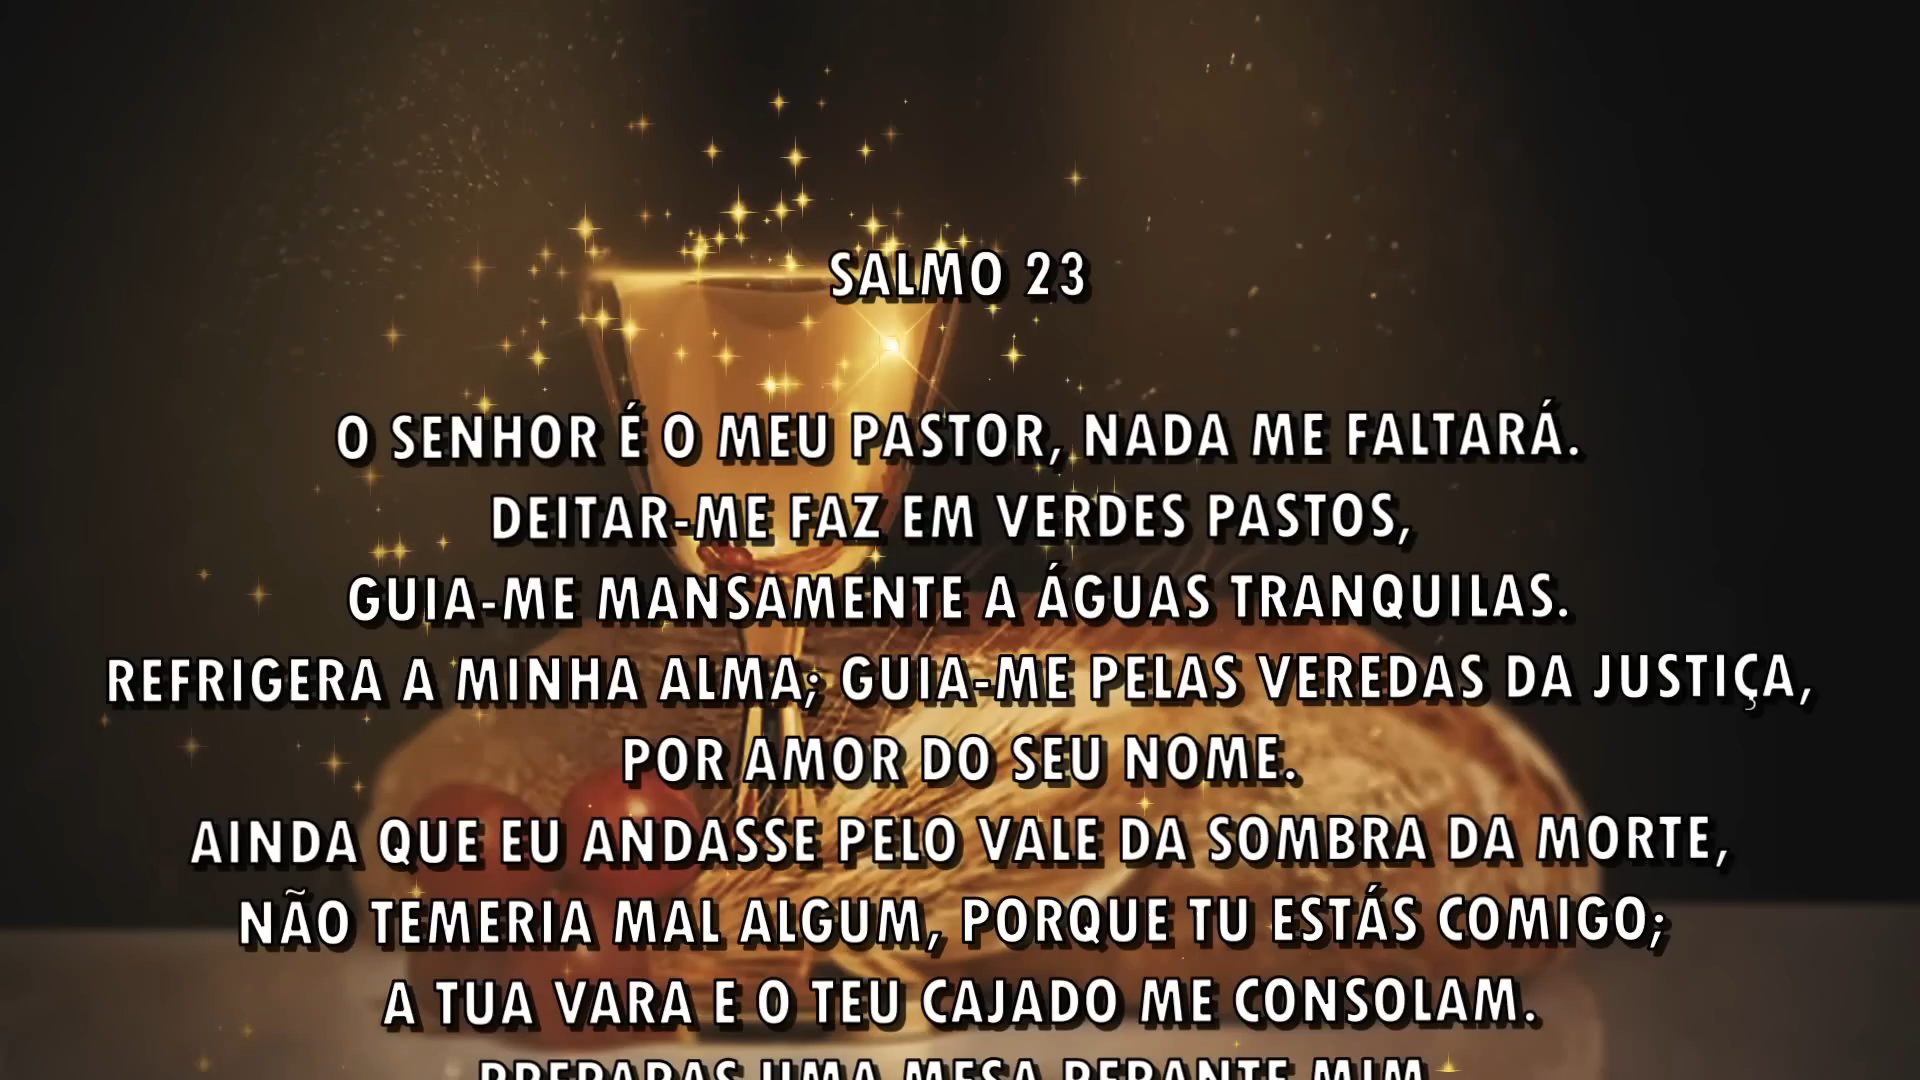 SALMO 23
O SENHOR É O MEU PASTOR, NADA ME FALTARÁ.
DEITAR-ME FAZ EM VERDES PASTOS,
GUIA-ME MANSAMENTE A ÁGUAS TRANQUILAS.
REFRIGERA A MINHA ALMA; GUIA-ME PELAS VEREDAS DA JUSTIÇA,
POR AMOR DO SEU NOME.
AINDA QUE EU ANDASSE PELO VALE DA SOMBRA DA MORTE,
NÃO TEMERIA MAL ALGUM, PORQUE TU ESTÁS COMIGO;
A TUA VARA E O TEU CAJADO ME CONSOLAM.
PREPARAS UMA MESA PERANTE MIM